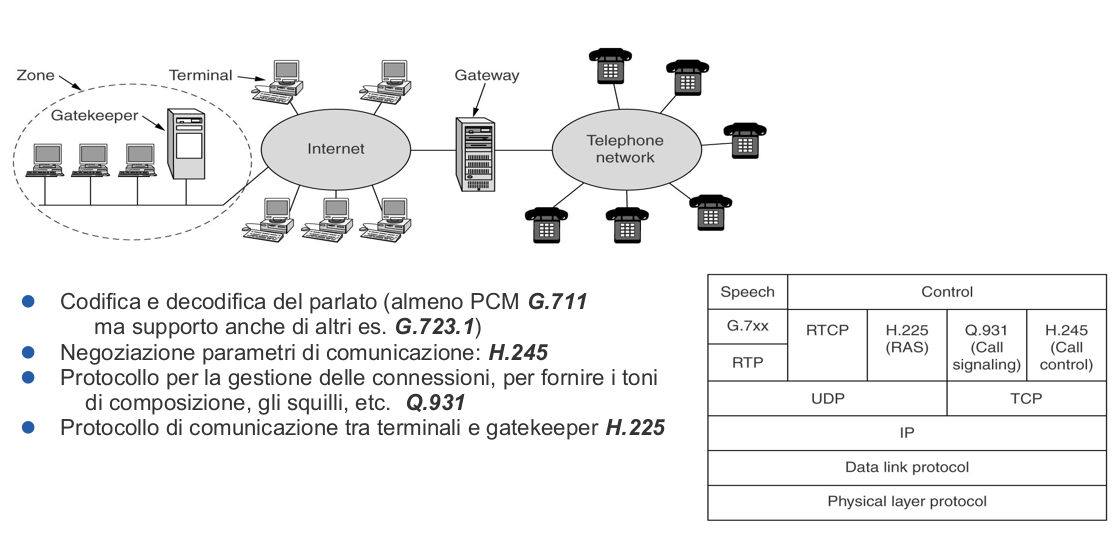 Zone
Terminal
Gateway
Gatekeeper
Internet
Telephone
network
Codifica e decodifica del parlato (almeno PCM G.711
ma supporto anche di altri es. G.723.1)
Negoziazione parametri di comunicazione: H.245
Protocollo per la gestione delle connessioni, per fornire i toni
di composizione, gli squilli, etc. Q.931
Protocollo di comunicazione tra terminali e gatekeeper H.225
Speech
Control
G.7xx
RTP
RTCP
H.225
(RAS)
Q.931
(Call
signaling)
H.245
(Call
control)
UDP
TCP
IP
Data link protocol
Physical layer protocol